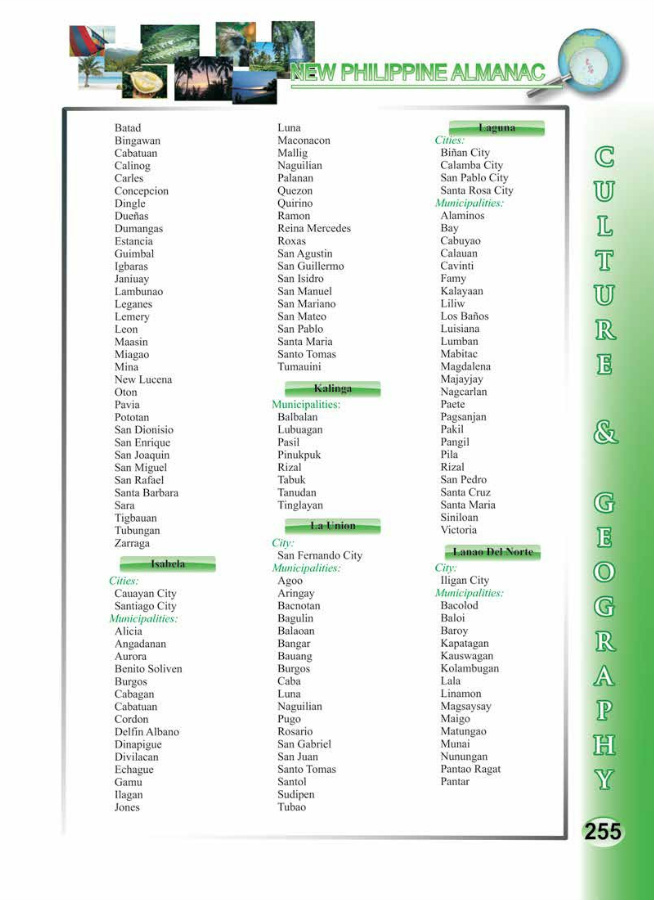 NEW PHILIPPINE ALMANAC
Batad
Bingawan
Cabatuan
Calinog
Carles
Concepcion
Dingle
Dueñas
Dumangas
Estancia
Guimbal
Igbaras
Janiuay
Lambunao
Leganes
Lemery
Leon
Maasin
Miagao
Mina
New Lucena
Oton
Pavia
Pototan
San Dionisio
San Enrique
San Joaquin
San Miguel
San Rafael
Santa Barbara
Sara
Tigbauan
Tubungan
Zarraga
Isabela
Cities:
Cauayan City
Santiago City
Municipalities:
Alicia
Angadanan
Aurora
Benito Soliven
Burgos
Cabagan
Cabatuan
Cordon
Delfin Albano
Dinapigue
Divilacan
Echague
Gamu
Ilagan
Jones
Luna
Maconacon
Mallig
Naguilian
Palanan
Quezon
Quirino
Ramon
Reina Mercedes
Roxas
San Agustin
San Guillermo
San Isidro
San Manuel
San Mariano
San Mateo
San Pablo
Santa Maria
Santo Tomas
Tumauini
Kalinga
Municipalities:
Balbalan
Lubuagan
Pasil
Pinukpuk
Rizal
Tabuk
Tanudan
Tinglayan
La Union
City:
San Fernando City
Municipalities:
Agoo
Aringay
Bacnotan
Bagulin
Balaoan
Bangar
Bauang
Burgos
Caba
Luna
Naguilian
Pugo
Rosario
San Gabriel
San Juan
Santo Tomas
Santol
Sudipen
Tubao
Laguna
Cities:
Biñan City
Calamba City
San Pablo City
Santa Rosa City
Municipalities:
Alaminos
Bay
Cabuyao
Calauan
Cavinti
Famy
Kalayaan
Liliw
Los Baños
Luisiana
Lumban
Mabitac
Magdalena
Majayjay
Nagcarlan
Paete
Pagsanjan
Pakil
Pangil
Pila
Rizal
San Pedro
Santa Cruz
Santa Maria
Siniloan
Victoria
Lanao Del Norte
City:
Iligan City
Municipalities:
Bacolod
Baloi
Baroy
Kapatagan
Kauswagan
Kolambugan
Lala
Linamon
Magsaysay
Maigo
Matungao
Munai
Nunungan
Pantao Ragat
Pantar
CULTURE & GEOGRAPHY
255